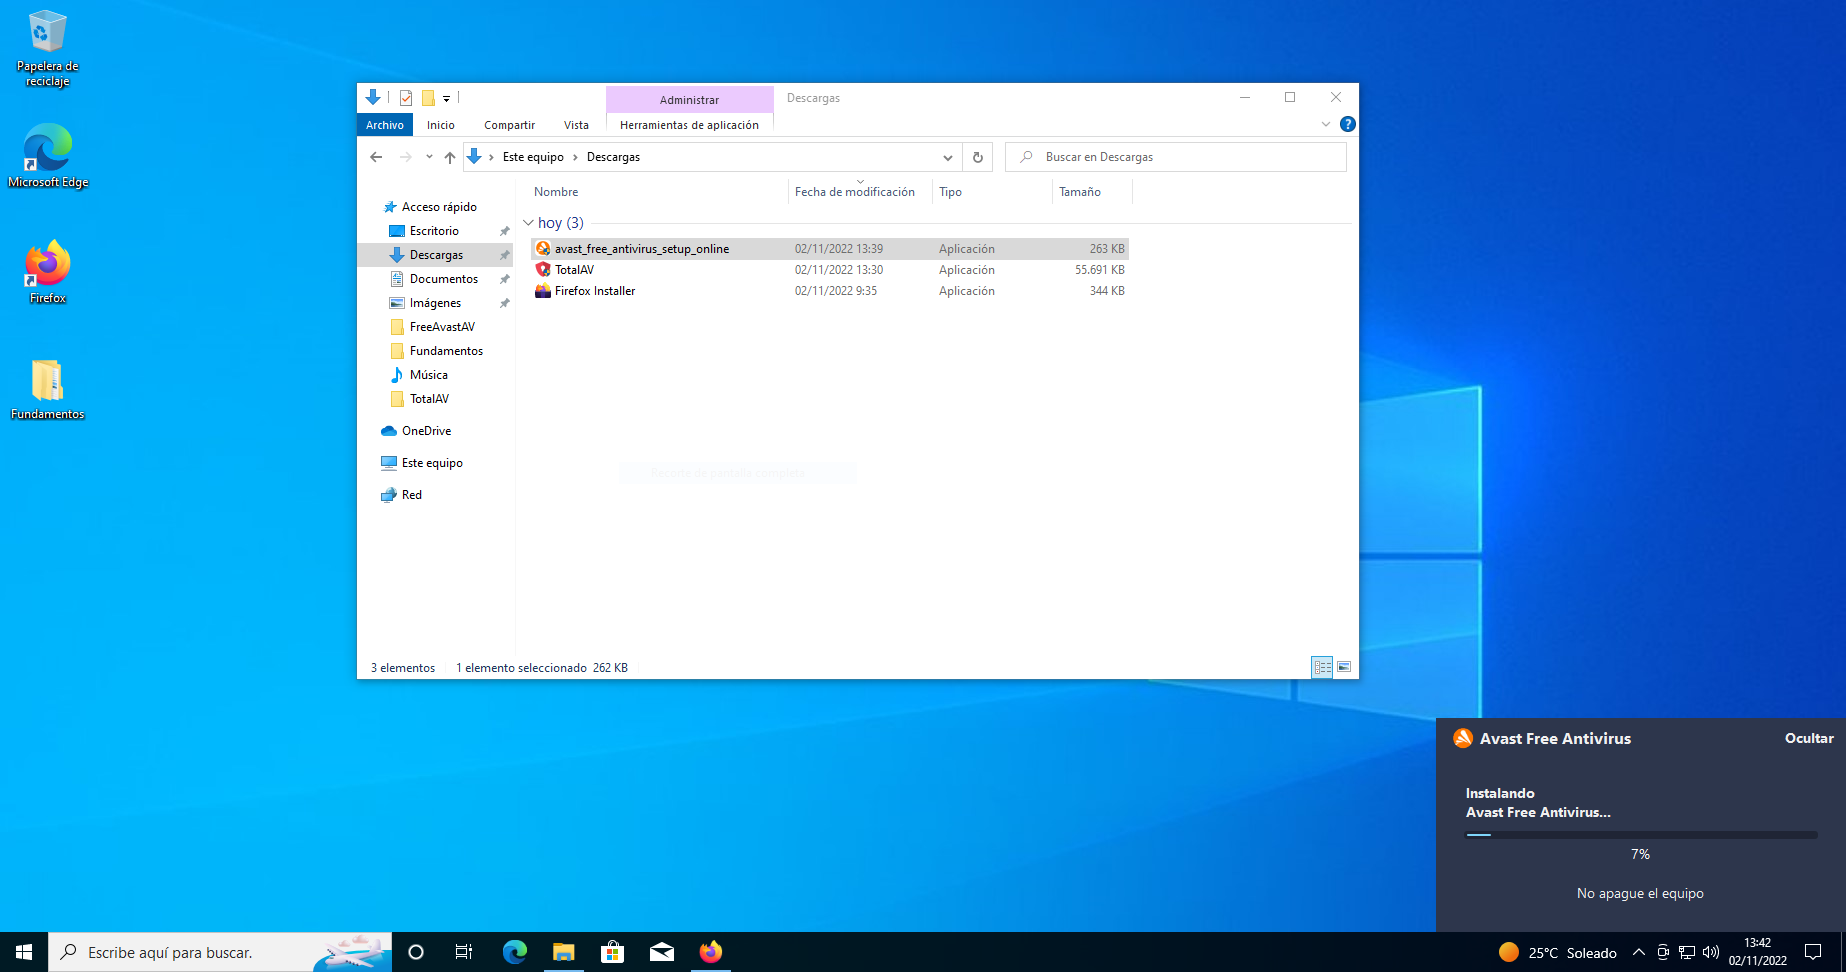 Papelera de
reciclaje
Microsoft Edge
Firefox
Fundamentos
Administrar
Descargas
Archivo
Inicio
Compartir
Vista
Herramientas de aplicación
Este equipo
Descargas
Buscar en Descargas
Nombre
Fecha de modificación
Tipo
Tamaño
Acceso rápido
Escritorio
Descargas
Documentos
Imágenes
FreeAvastAV
Fundamentos
Música
TotalAV
OneDrive
Este equipo
Red
hoy (3)
avast_free_antivirus_setup_online 02/11/2022 13:39 Aplicación 263 KB
TotalAV 02/11/2022 13:30 Aplicación 55.691 KB
Firefox Installer 02/11/2022 9:35 Aplicación 344 KB
Recorte de pantalla completa
3 elementos 1 elemento seleccionado 262 KB
Avast Free Antivirus
Ocultar
Instalando
Avast Free Antivirus...
7%
No apague el equipo
Escribe aquí para buscar.
25°C Soleado
13:42
02/11/2022